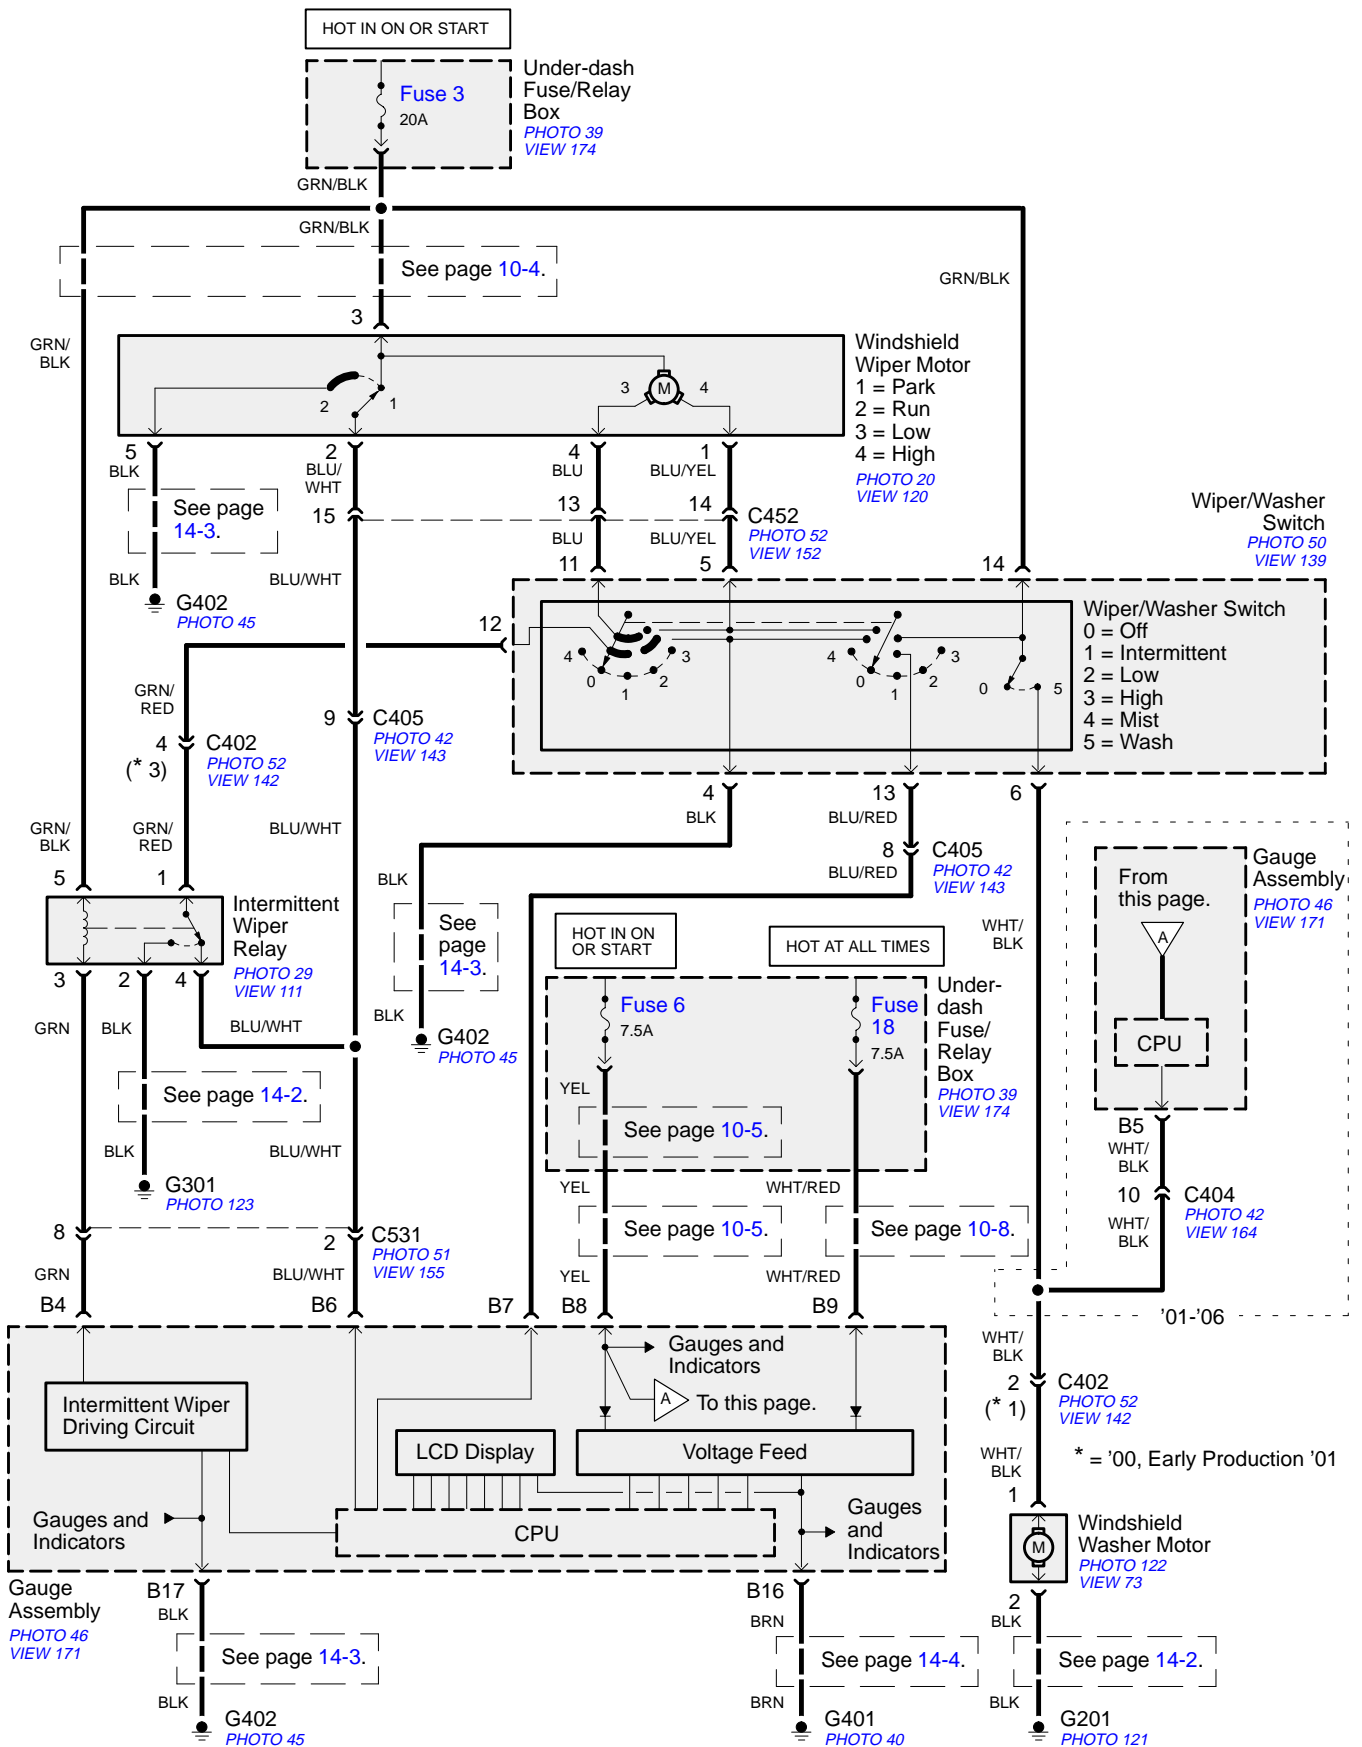 HOT IN ON OR START
Fuse 3
20A
Under-dash
Fuse/Relay
Box
PHOTO 39
VIEW 174
GRN/BLK
GRN/BLK
See page 10-4.
GRN/BLK
3
GRN/
BLK
Windshield
Wiper Motor
1 = Park
2 = Run
3 = Low
4 = High
PHOTO 20
VIEW 120
2
1
3
M
4
5
BLK
2
BLU/
WHT
4
BLU
1
BLU/YEL
See page
14-3.
15
13
14
C452
PHOTO 52
VIEW 152
BLU
BLU/YEL
Wiper/Washer
Switch
PHOTO 50
VIEW 139
BLK
BLU/WHT
11
5
14
G402
PHOTO 45
12
Wiper/Washer Switch
0 = Off
1 = Intermittent
2 = Low
3 = High
4 = Mist
5 = Wash
4
0
1
2
3
4
0
1
2
3
0
5
GRN/
RED
4
(* 3)
C402
PHOTO 52
VIEW 142
9
C405
PHOTO 42
VIEW 143
4
BLK
13
BLU/RED
6
GRN/
BLK
GRN/
RED
BLU/WHT
8
C405
PHOTO 42
VIEW 143
BLU/RED
5
1
Intermittent
Wiper
Relay
PHOTO 29
VIEW 111
BLK
See
page
14-3.
BLK
G402
PHOTO 45
HOT IN ON
OR START
HOT AT ALL TIMES
WHT/
BLK
From
this page.
A
CPU
Gauge
Assembly
PHOTO 46
VIEW 171
3
2
4
GRN
BLK
BLU/WHT
Fuse 6
7.5A
Fuse
18
7.5A
Under-
dash
Fuse/
Relay
Box
PHOTO 39
VIEW 174
YEL
See page 10-5.
See page 14-2.
BLK
BLU/WHT
B5
WHT/
BLK
G301
PHOTO 123
YEL
WHT/RED
10
C404
PHOTO 42
VIEW 164
WHT/
BLK
See page 10-5.
See page 10-8.
8
2
C531
PHOTO 51
VIEW 155
GRN
BLU/WHT
YEL
WHT/RED
B4
B6
B7
B8
B9
'01-'06
Gauges and
Indicators
A
To this page.
Intermittent Wiper
Driving Circuit
LCD Display
Voltage Feed
WHT/
BLK
2
(* 1)
C402
PHOTO 52
VIEW 142
* = '00, Early Production '01
WHT/
BLK
1
Gauges and
Indicators
CPU
Gauges
and
Indicators
M
Windshield
Washer Motor
PHOTO 122
VIEW 73
Gauge
Assembly
PHOTO 46
VIEW 171
B17
BLK
B16
BRN
2
BLK
See page 14-3.
See page 14-4.
See page 14-2.
BLK
BRN
BLK
G402
PHOTO 45
G401
PHOTO 40
G201
PHOTO 121